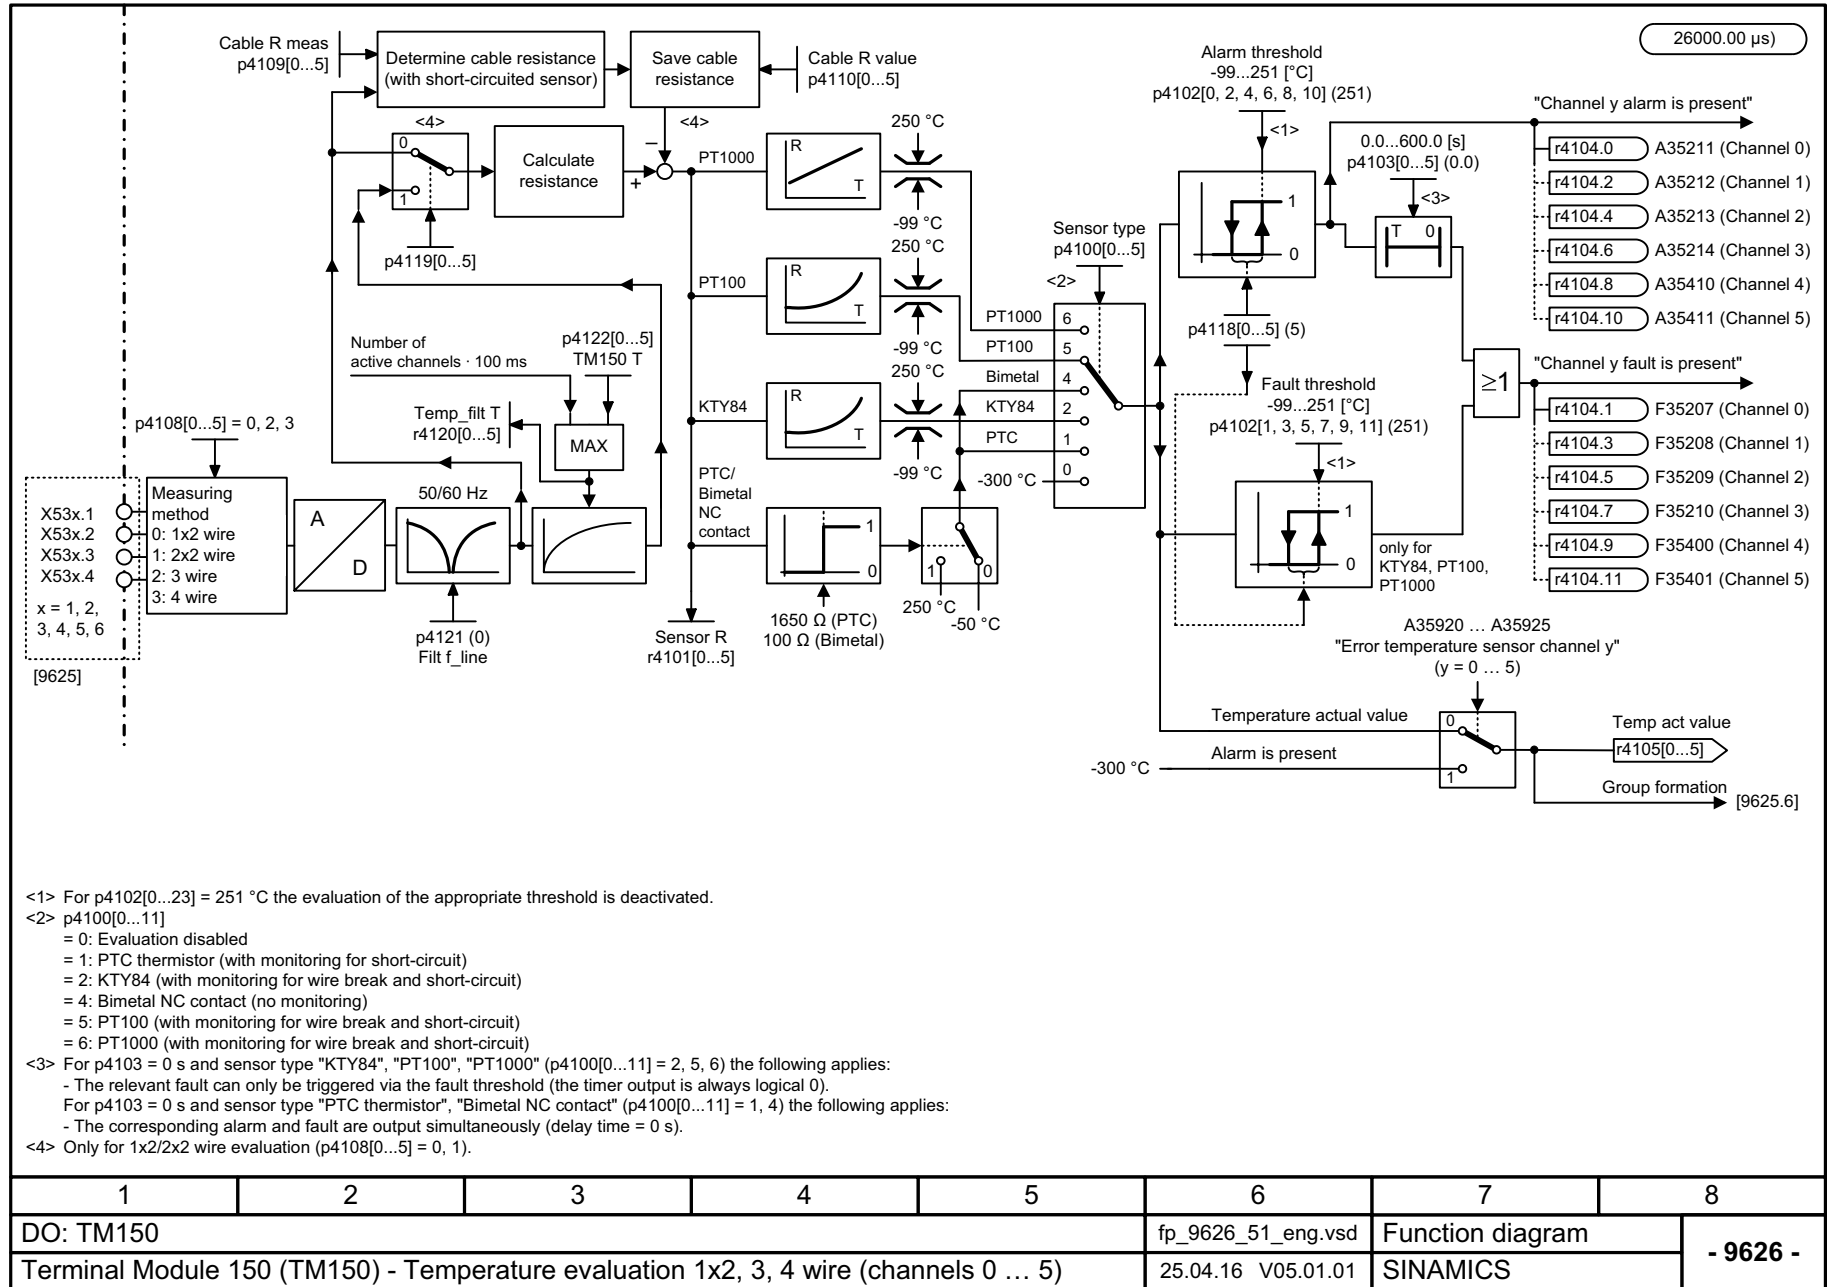 26000.00 µs)
Cable R meas
p4109[0...5]
Determine cable resistance
(with short-circuited sensor)
Save cable
resistance
Cable R value
p4110[0...5]
<4>
<4>
0
1
p4119[0...5]
Calculate
resistance
+
–
PT1000
R
T
250 °C
-99 °C
PT100
R
T
250 °C
-99 °C
KTY84
R
T
250 °C
-99 °C
PTC/
Bimetal
NC
contact
1
0
1650 Ω (PTC)
100 Ω (Bimetal)
1
0
250 °C
-50 °C
Number of
active channels · 100 ms
p4122[0...5]
TM150 T
Temp_filt T
r4120[0...5]
MAX
p4108[0...5] = 0, 2, 3
X53x.1
X53x.2
X53x.3
X53x.4
x = 1, 2,
3, 4, 5, 6
[9625]
Measuring
method
0: 1x2 wire
1: 2x2 wire
2: 3 wire
3: 4 wire
A
D
50/60 Hz
p4121 (0)
Filt f_line
Sensor R
r4101[0...5]
Sensor type
p4100[0...5]
<2>
PT1000
6
PT100
5
Bimetal
4
KTY84
2
PTC
1
-300 °C
0
Alarm threshold
-99...251 [°C]
p4102[0, 2, 4, 6, 8, 10] (251)
<1>
1
0
p4118[0...5] (5)
0.0...600.0 [s]
p4103[0...5] (0.0)
<3>
T
0
Fault threshold
-99...251 [°C]
p4102[1, 3, 5, 7, 9, 11] (251)
<1>
1
0
only for
KTY84, PT100,
PT1000
≥1
"Channel y alarm is present"
r4104.0 A35211 (Channel 0)
r4104.2 A35212 (Channel 1)
r4104.4 A35213 (Channel 2)
r4104.6 A35214 (Channel 3)
r4104.8 A35410 (Channel 4)
r4104.10 A35411 (Channel 5)
"Channel y fault is present"
r4104.1 F35207 (Channel 0)
r4104.3 F35208 (Channel 1)
r4104.5 F35209 (Channel 2)
r4104.7 F35210 (Channel 3)
r4104.9 F35400 (Channel 4)
r4104.11 F35401 (Channel 5)
A35920 … A35925
"Error temperature sensor channel y"
(y = 0 … 5)
Temperature actual value
0
-300 °C
Alarm is present
1
Temp act value
r4105[0...5]
Group formation
[9625.6]
<1> For p4102[0...23] = 251 °C the evaluation of the appropriate threshold is deactivated.
<2> p4100[0...11]
= 0: Evaluation disabled
= 1: PTC thermistor (with monitoring for short-circuit)
= 2: KTY84 (with monitoring for wire break and short-circuit)
= 4: Bimetal NC contact (no monitoring)
= 5: PT100 (with monitoring for wire break and short-circuit)
= 6: PT1000 (with monitoring for wire break and short-circuit)
<3> For p4103 = 0 s and sensor type "KTY84", "PT100", "PT1000" (p4100[0...11] = 2, 5, 6) the following applies:
- The relevant fault can only be triggered via the fault threshold (the timer output is always logical 0).
For p4103 = 0 s and sensor type "PTC thermistor", "Bimetal NC contact" (p4100[0...11] = 1, 4) the following applies:
- The corresponding alarm and fault are output simultaneously (delay time = 0 s).
<4> Only for 1x2/2x2 wire evaluation (p4108[0...5] = 0, 1).
1 2 3 4 5 6 7 8
DO: TM150
fp_9626_51_eng.vsd
Function diagram
- 9626 -
Terminal Module 150 (TM150) - Temperature evaluation 1x2, 3, 4 wire (channels 0 … 5)
25.04.16 V05.01.01
SINAMICS